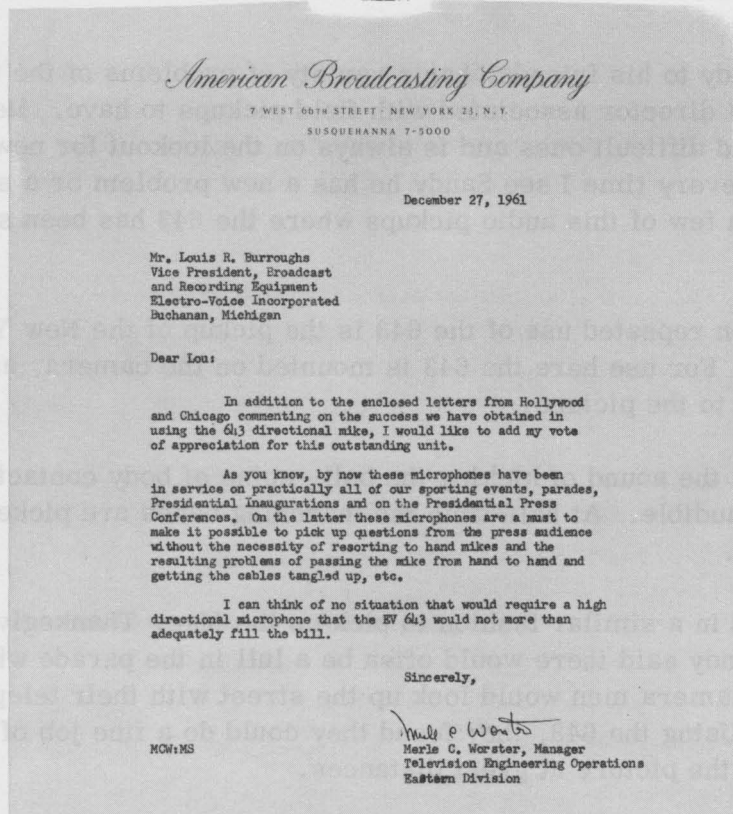 American Broadcasting Company
7 WEST 66TH STREET NEW YORK 23, N.Y.
SUSQUEHANNA 7-5000
December 27, 1961
Mr. Louis R. Burroughs
Vice President, Broadcast
and Recording Equipment
Electro-Voice Incorporated
Buchanan, Michigan
Dear Lou:
In addition to the enclosed letters from Hollywood
and Chicago commenting on the success we have obtained in
using the 643 directional mike, I would like to add my vote
of appreciation for this outstanding unit.
As you know, by now these microphones have been
in service on practically all of our sporting events, parades,
Presidential Inaugurations and on the Presidential Press
Conferences. On the latter these microphones are a must to
make it possible to pick up questions from the press audience
without the necessity of resorting to hand mikes and the
resulting problems of passing the mike from hand to hand and
getting the cables tangled up, etc.
I can think of no situation that would require a high
directional microphone that the EV 643 would not more than
adequately fill the bill.
Sincerely,
Merle C Worster
MCW:MS
Merle C. Worster, Manager
Television Engineering Operations
Eastern Division